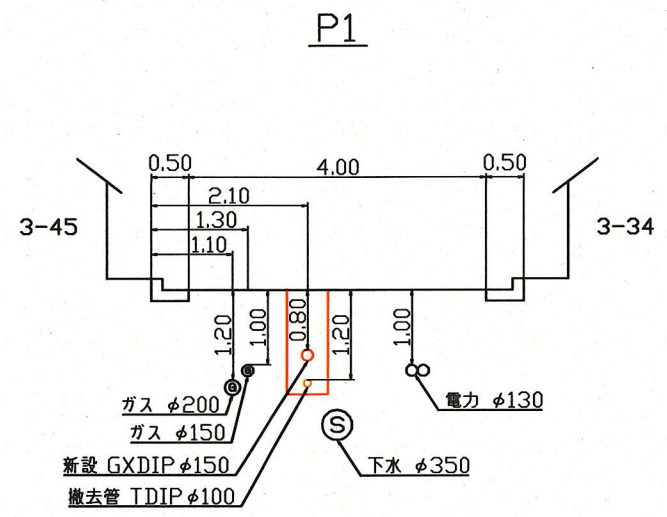 P1
0.50
4.00
0.50
2.10
3-45
1.30
3-34
1.10
1.20
1.00
0.80
1.20
1.00
G
G
ガス φ200
電力 φ130
ガス φ150
S
新設 GXDIP φ150
下水 φ350
撤去管 TDIP φ100